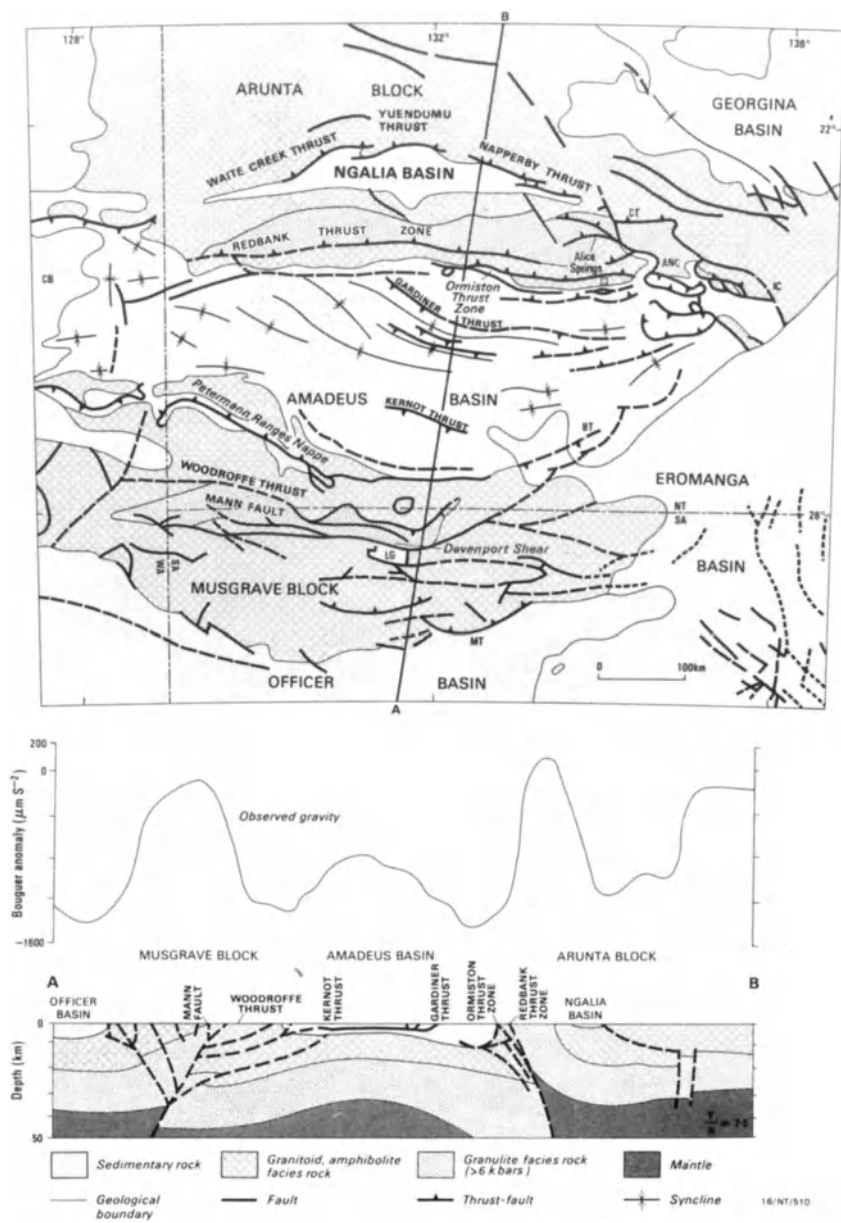 B
128°
132°
136°
ARUNTA BLOCK
GEORGINA
BASIN
YUENDUMU
THRUST
22°
WAITE CREEK THRUST
NAPPERBY THRUST
NGALIA BASIN
REDBANK THRUST ZONE
CT
Alice
Springs
ANC
IC
CB
Ormiston
Thrust
Zone
GARDINER
THRUST
AMADEUS BASIN
Petermann Ranges Nappe
KERNOT THRUST
BT
WOODROFFE THRUST
EROMANGA
MANN FAULT
NT
SA
26°
Davenport Shear
BASIN
LG
SA
WA
MUSGRAVE BLOCK
MT
0 100km
OFFICER BASIN
A
200
0
-1600
Bouguer anomaly (μm S⁻²)
Observed gravity
MUSGRAVE BLOCK AMADEUS BASIN ARUNTA BLOCK
A
B
OFFICER
BASIN
MANN
FAULT
WOODROFFE
THRUST
KERNOT
THRUST
GARDINER
THRUST
ORMISTON
THRUST
ZONE
REDBANK
THRUST
ZONE
NGALIA
BASIN
0
50
Depth (km)
Sedimentary rock
Granitoid, amphibolite
facies rock
Granulite facies rock
(>6 k bars)
Mantle
Geological
boundary
Fault
Thrust-fault
Syncline
16/NT/510